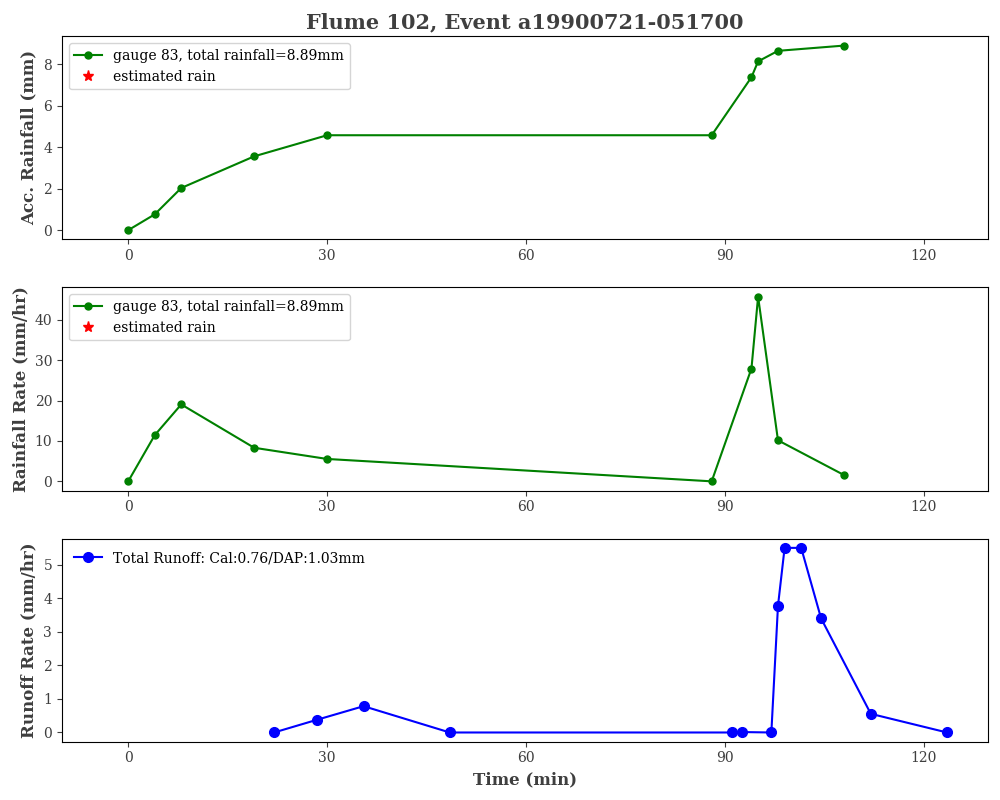 Flume 102, Event a19900721-051700
Acc. Rainfall (mm)
gauge 83, total rainfall=8.89mm
estimated rain
8
6
4
2
0
0 30 60 90 120
Rainfall Rate (mm/hr)
gauge 83, total rainfall=8.89mm
estimated rain
40
30
20
10
0
0 30 60 90 120
Runoff Rate (mm/hr)
Total Runoff: Cal:0.76/DAP:1.03mm
5
4
3
2
1
0
0 30 60 90 120
Time (min)